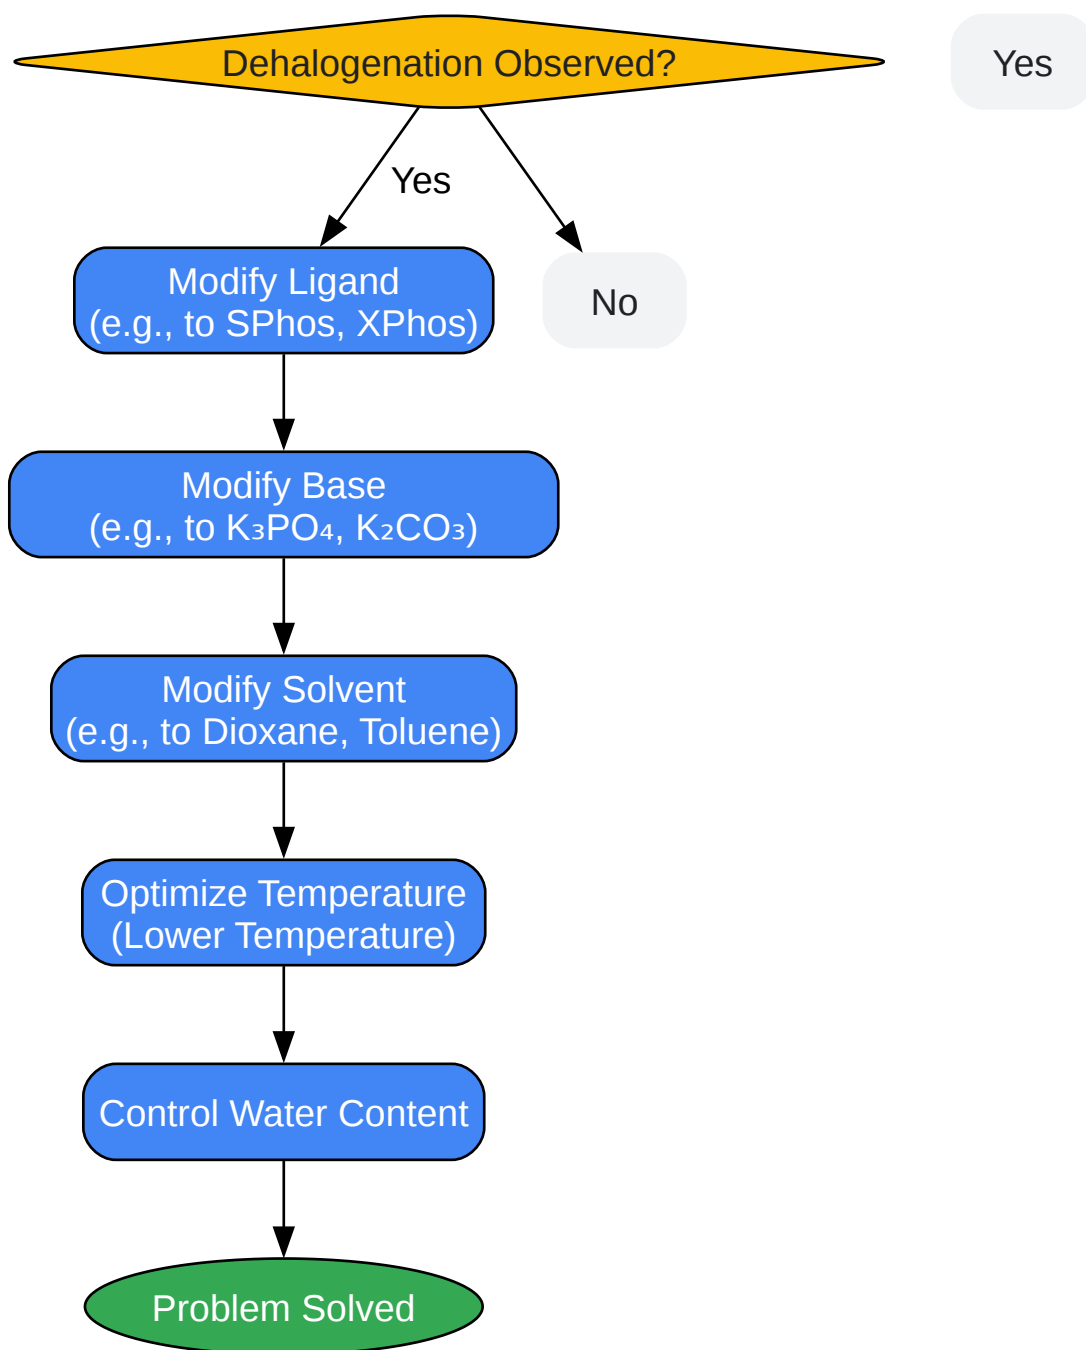 Dehalogenation Observed?
Yes
Yes
Modify Ligand
(e.g., to SPhos, XPhos)
No
Modify Base
(e.g., to K₃PO₄, K₂CO₃)
Modify Solvent
(e.g., to Dioxane, Toluene)
Optimize Temperature
(Lower Temperature)
Control Water Content
Problem Solved